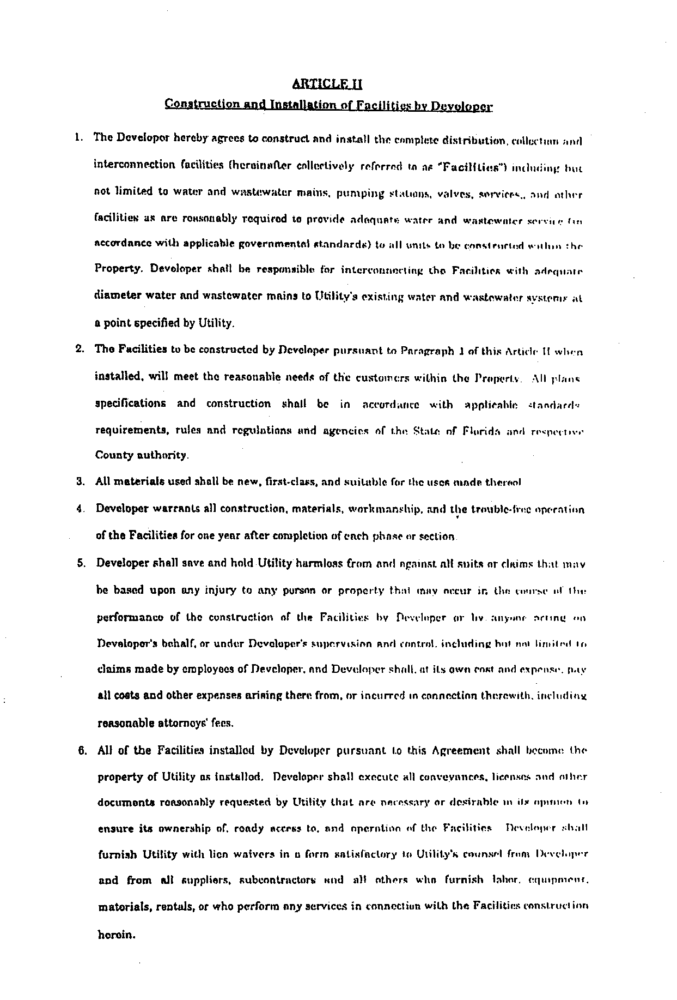 ARTICLE II
Construction and Installation of Facilities by Developer
1. The Developer hereby agrees to construct and install the complete distribution, collection and
interconnection facilities (hereinafter collectively referred to as "Facilities") including but
not limited to water and wastewater mains, pumping stations, valves, services,, and other
facilities as are reasonably required to provide adequate water and wastewater service (in
accordance with applicable governmental standards) to all units to be constructed within the
Property. Developer shall be responsible for interconnecting the Facilities with adequate
diameter water and wastewater mains to Utility's existing water and wastewater systems at
a point specified by Utility.
2. The Facilities to be constructed by Developer pursuant to Paragraph 1 of this Article II when
installed, will meet the reasonable needs of the customers within the Property. All plans
specifications and construction shall be in accordance with applicable standards
requirements, rules and regulations and agencies of the State of Florida and respective
County authority.
3. All materials used shall be new, first-class, and suitable for the uses made thereof
4. Developer warrants all construction, materials, workmanship, and the trouble-free operation
of the Facilities for one year after completion of each phase or section.
5. Developer shall save and hold Utility harmless from and against all suits or claims that may
be based upon any injury to any person or property that may occur in the course of the
performance of the construction of the Facilities by Developer or by anyone acting on
Developer's behalf, or under Developer's supervision and control, including but not limited to
claims made by employees of Developer, and Developer shall, at its own cost and expense, pay
all costs and other expenses arising there from, or incurred in connection therewith, including
reasonable attorneys' fees.
6. All of the Facilities installed by Developer pursuant to this Agreement shall become the
property of Utility as installed. Developer shall execute all conveyances, licenses and other
documents reasonably requested by Utility that are necessary or desirable in its opinion to
ensure its ownership of, ready access to, and operation of the Facilities Developer shall
furnish Utility with lien waivers in a form satisfactory to Utility's counsel from Developer
and from all suppliers, subcontractors and all others who furnish labor, equipment,
materials, rentals, or who perform any services in connection with the Facilities construction
herein.